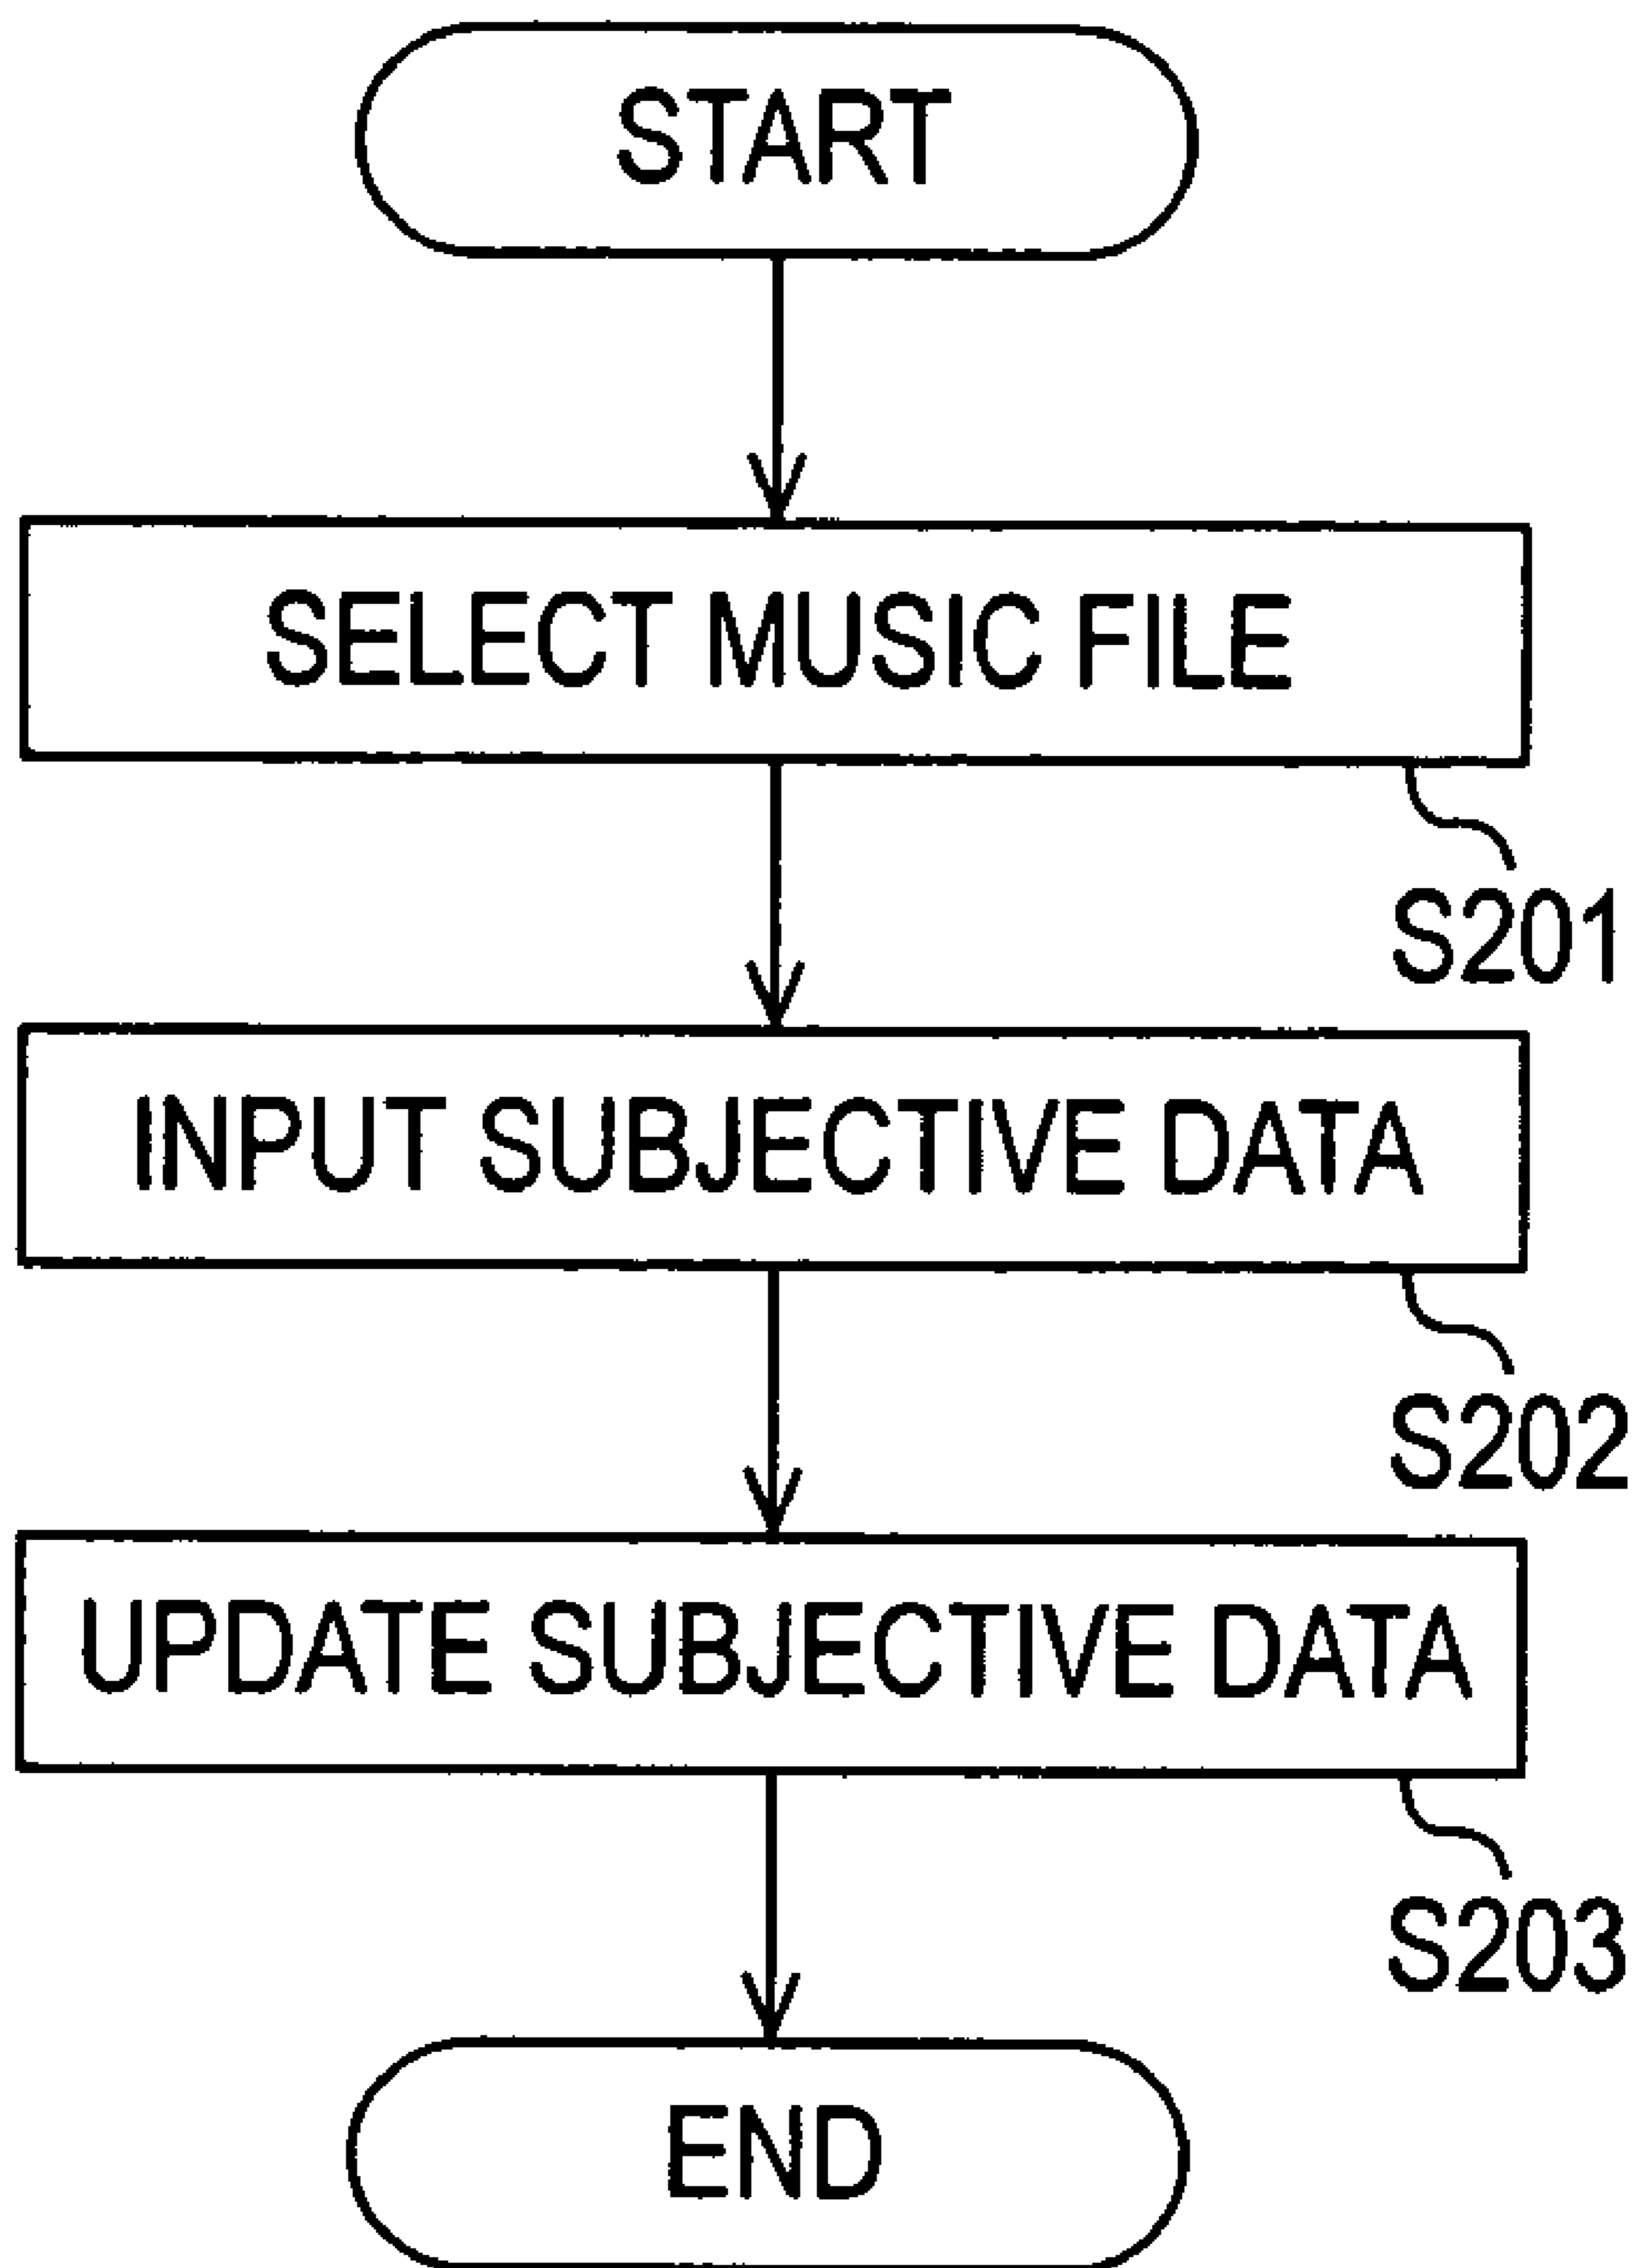 START
SELECT MUSIC FILE
S201
INPUT SUBJECTIVE DATA
S202
UPDATE SUBJECTIVE DATA
S203
END